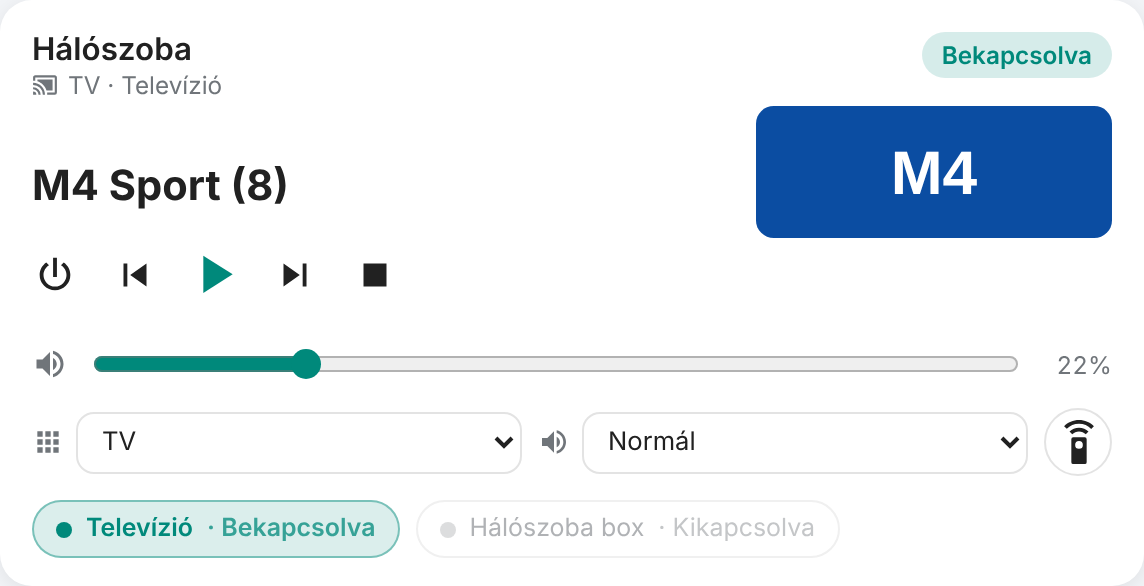 Hálószoba
Bekapcsolva
TV · Televízió
M4 Sport (8)
M4
22%
TV
Normál
Televízió · Bekapcsolva
Hálószoba box · Kikapcsolva